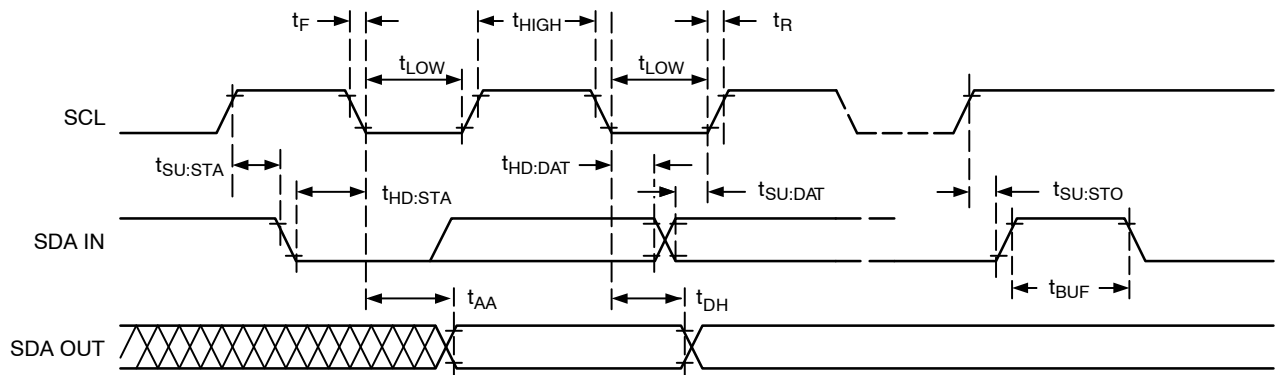 tF
tHIGH
tR
tLOW
tLOW
SCL
tSU:STA
tHD:DAT
tHD:STA
tSU:DAT
tSU:STO
SDA IN
tAA
tDH
tBUF
SDA OUT